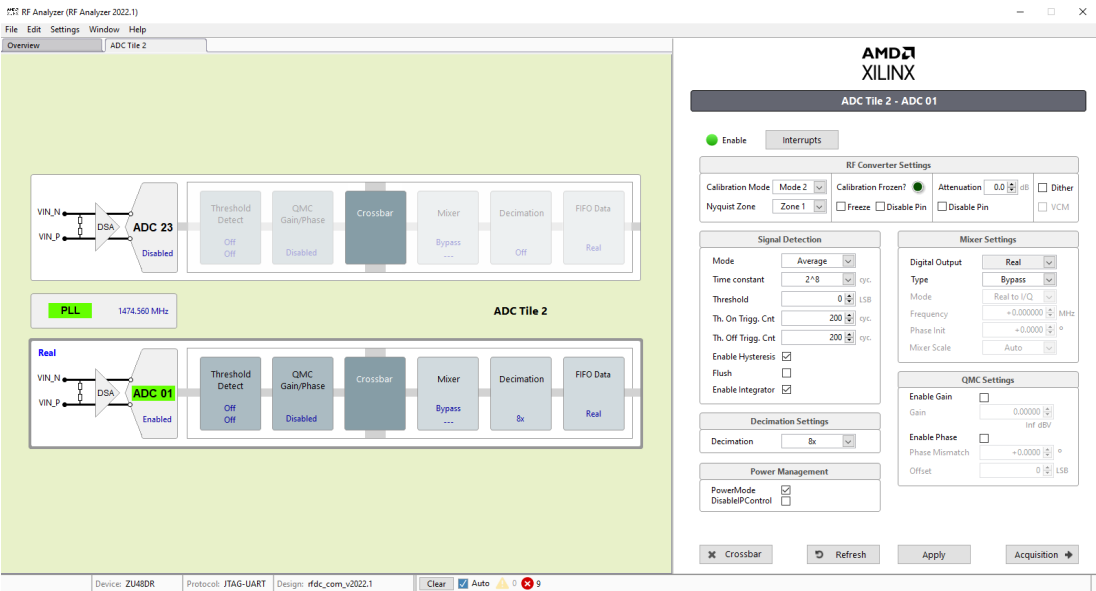 RF Analyzer (RF Analyzer 2022.1)
File Edit Settings Window Help
Overview
ADC Tile 2
VIN_N
VIN_P
DSA
ADC 23
Disabled
Threshold
Detect
Off
Off
QMC
Gain/Phase
Disabled
Crossbar
Mixer
Bypass
---
Decimation
Off
FIFO Data
Real
PLL
1474.560 MHz
ADC Tile 2
Real
VIN_N
VIN_P
DSA
ADC 01
Enabled
Threshold
Detect
Off
Off
QMC
Gain/Phase
Disabled
Crossbar
Mixer
Bypass
---
Decimation
8x
FIFO Data
Real
AMD
XILINX
ADC Tile 2 - ADC 01
Enable
Interrupts
RF Converter Settings
Calibration Mode Mode 2
Nyquist Zone Zone 1
Calibration Frozen?
Freeze Disable Pin
Attenuation 0.0 dB
Disable Pin
Dither
VCM
Signal Detection
Mode Average
Time constant 2^8 cyc.
Threshold 0 LSB
Th. On Trigg. Cnt 200 cyc.
Th. Off Trigg. Cnt 200 cyc.
Enable Hysteresis
Flush
Enable Integrator
Decimation Settings
Decimation 8x
Power Management
PowerMode
DisableIPControl
Mixer Settings
Digital Output Real
Type Bypass
Mode Real to I/Q
Frequency +0.000000 MHz
Phase Init +0.0000 °
Mixer Scale Auto
QMC Settings
Enable Gain
Gain 0.00000
Inf dBV
Enable Phase
Phase Mismatch +0.0000 °
Offset 0 LSB
Crossbar
Refresh
Apply
Acquisition
Device: ZU48DR
Protocol: JTAG-UART
Design: rfdc_com_v2022.1
Clear
Auto
0
9